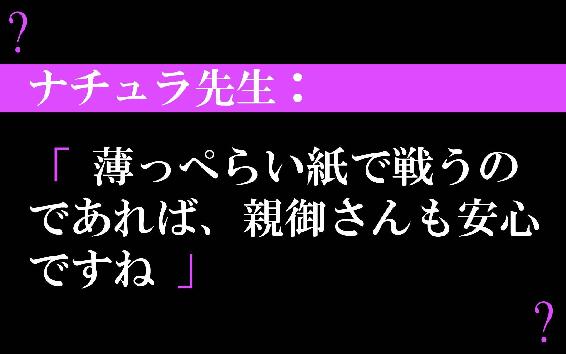 ?
ナチュラ先生：
「 薄っぺらい紙で戦うの
であれば、親御さんも安心
ですね 」
?